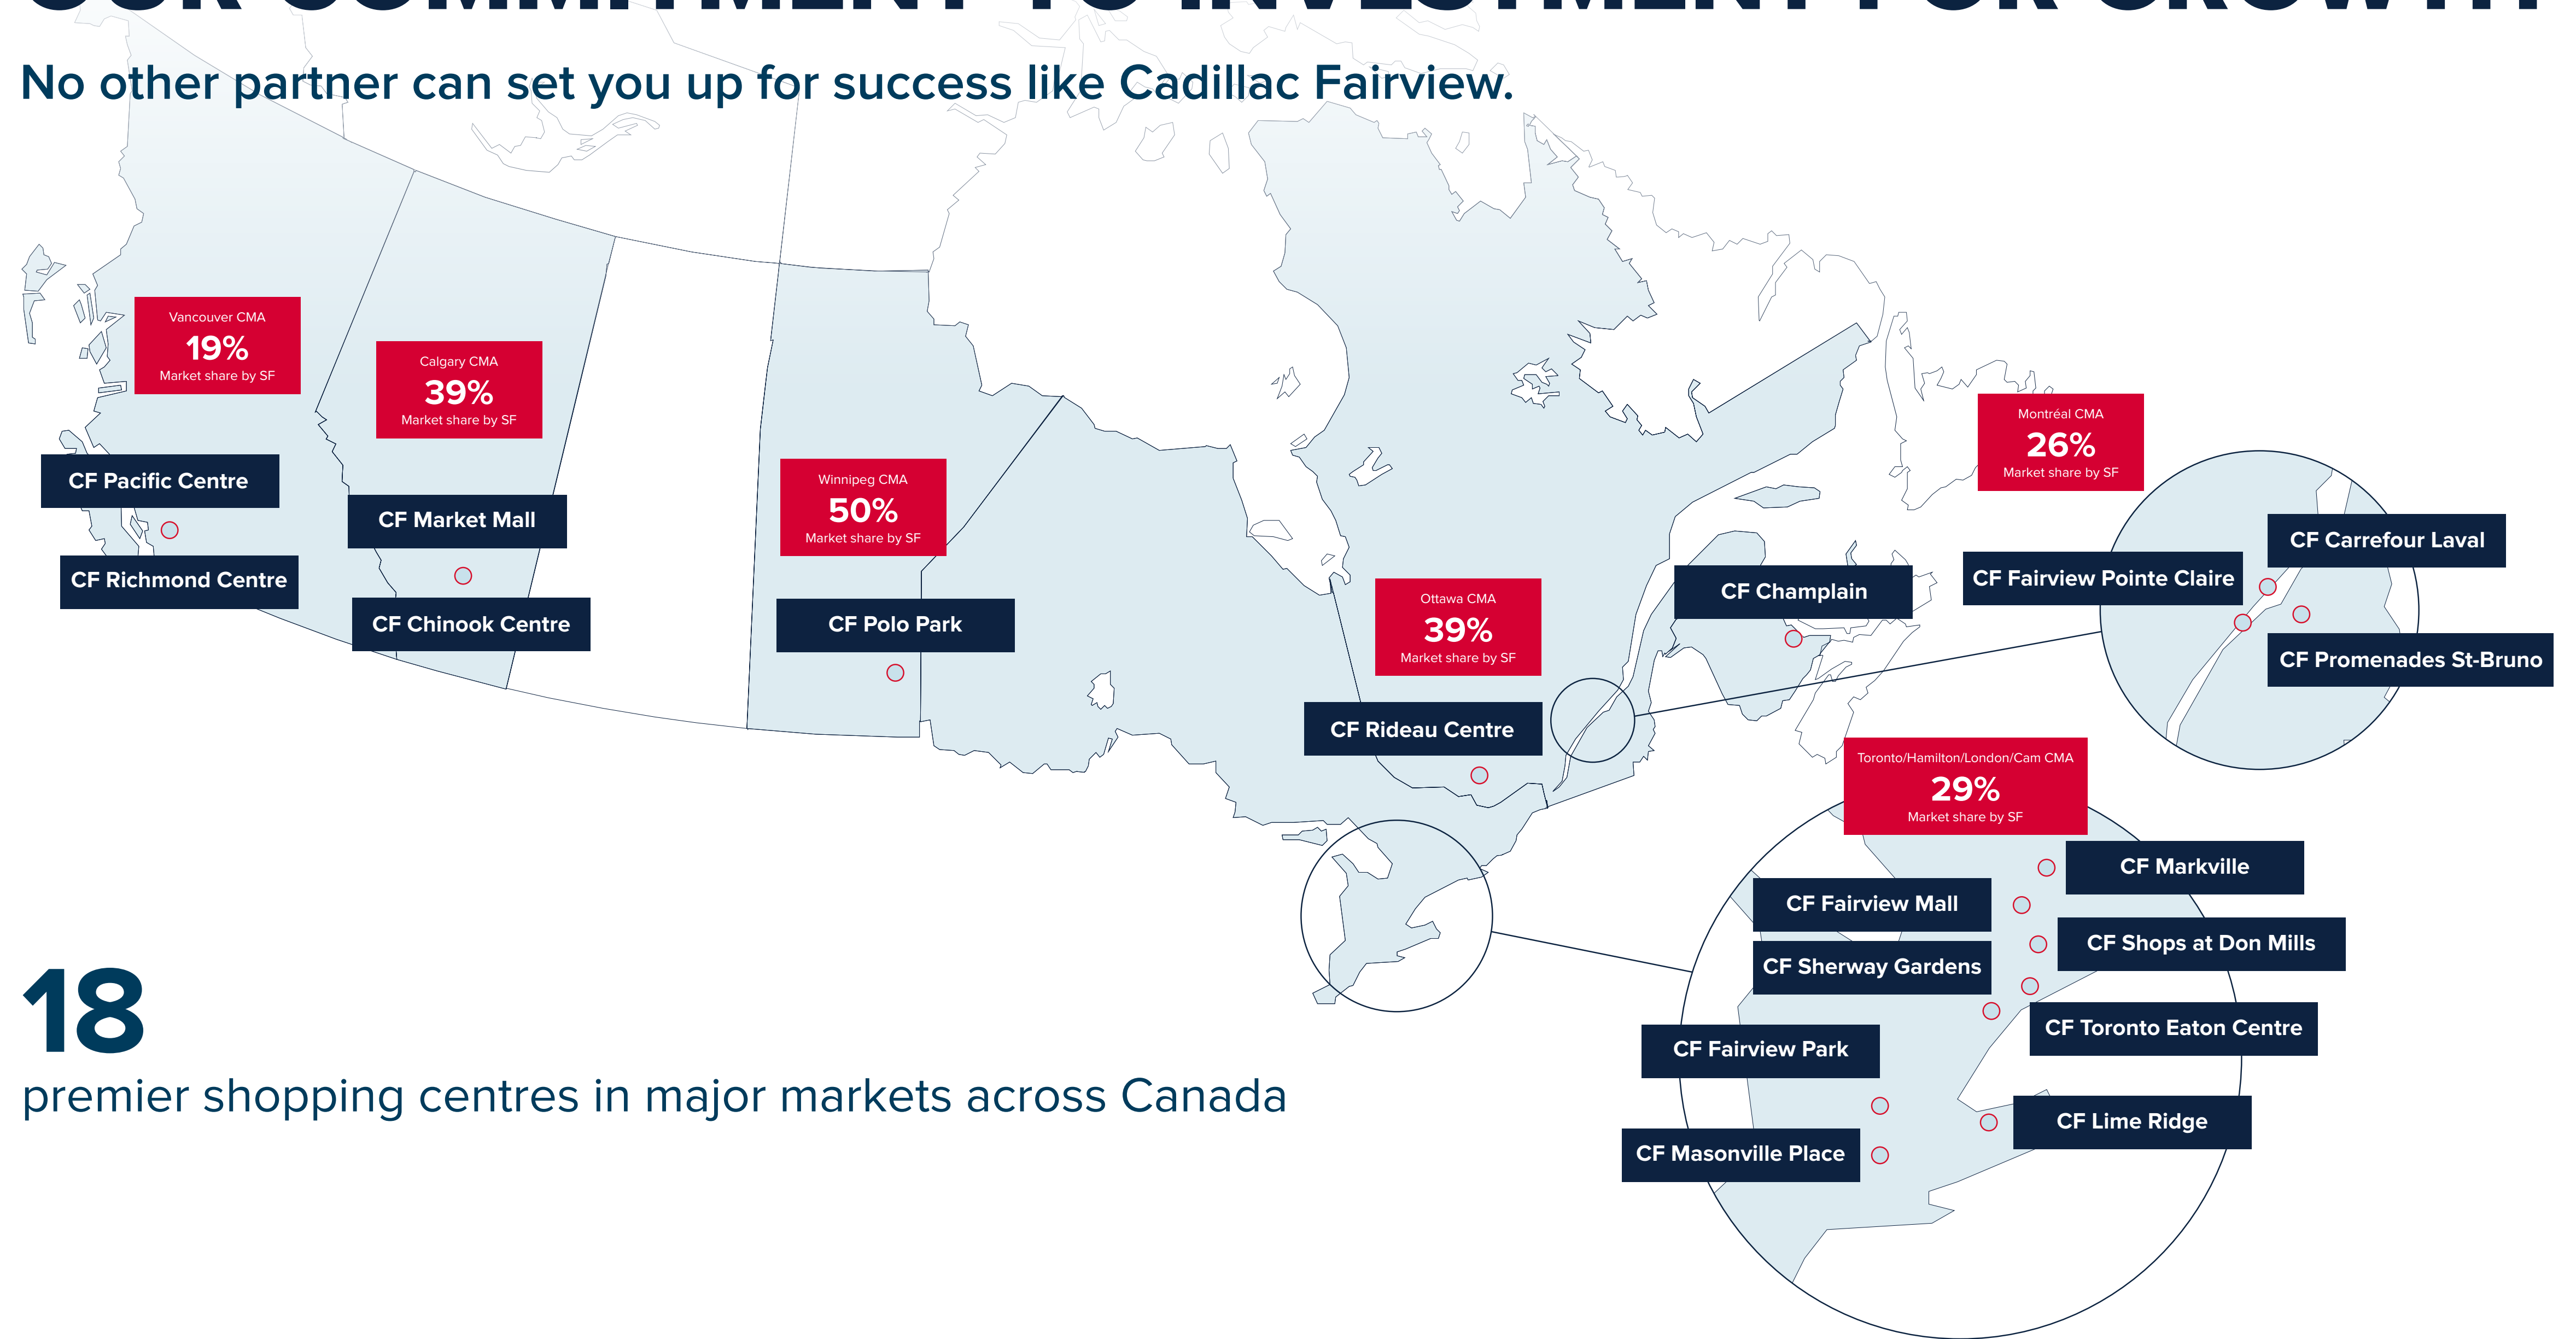 OUR COMMITMENT TO INVESTMENT FOR GROWTH
No other partner can set you up for success like Cadillac Fairview.
Vancouver CMA
19%
Market share by SF
CF Pacific Centre
CF Richmond Centre
Calgary CMA
39%
Market share by SF
CF Market Mall
CF Chinook Centre
Winnipeg CMA
50%
Market share by SF
CF Polo Park
Ottawa CMA
39%
Market share by SF
CF Rideau Centre
CF Champlain
Montréal CMA
26%
Market share by SF
CF Carrefour Laval
CF Fairview Pointe Claire
CF Promenades St-Bruno
Toronto/Hamilton/London/Cam CMA
29%
Market share by SF
CF Markville
CF Fairview Mall
CF Shops at Don Mills
CF Sherway Gardens
CF Toronto Eaton Centre
CF Fairview Park
CF Lime Ridge
CF Masonville Place
18
premier shopping centres in major markets across Canada